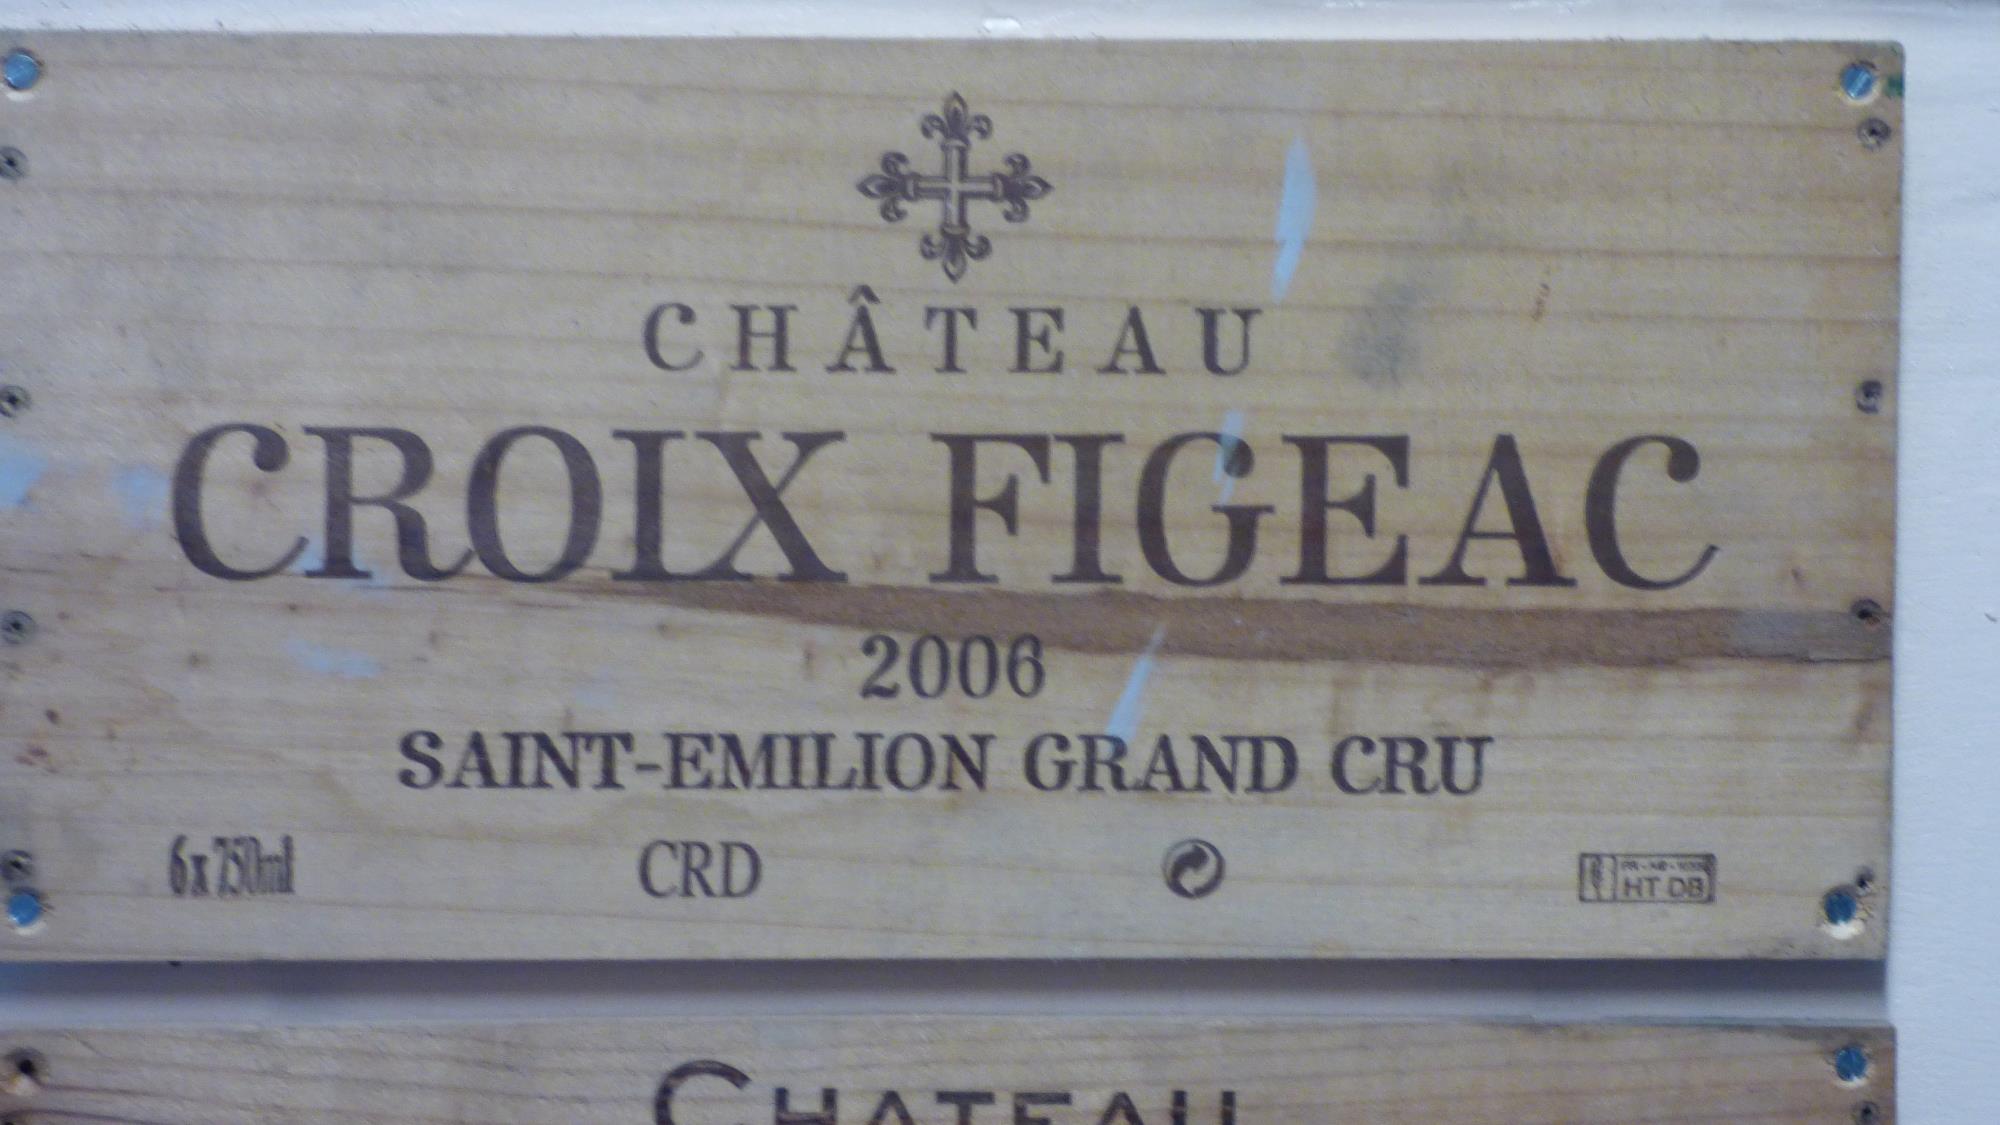 CHÂTEAU
CROIX FIGEAC
2006
SAINT-EMILION GRAND CRU
6x750ml CRD
HT DB
CHATEAU